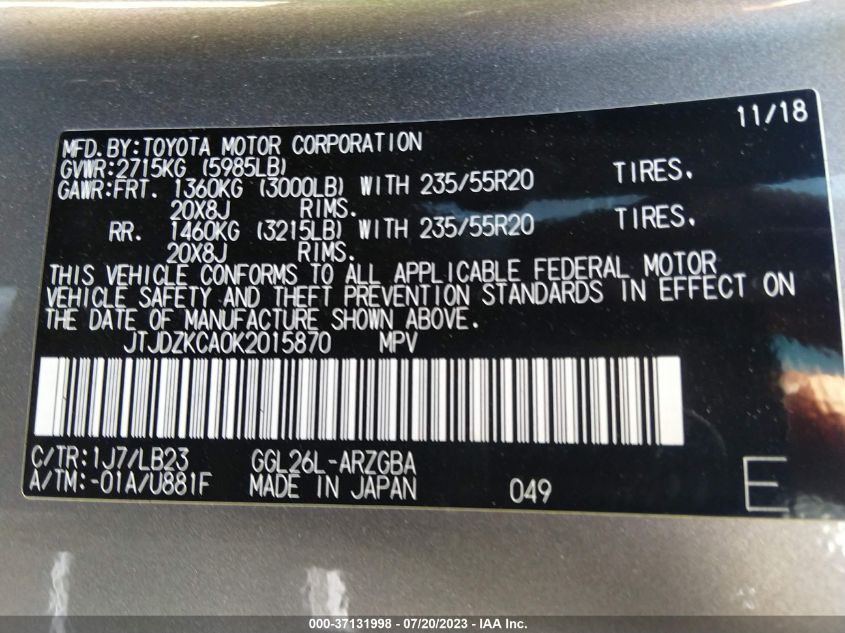 11/18
MFD.BY:TOYOTA MOTOR CORPORATION
GVWR:2715KG (5985LB)
GAWR:FRT. 1360KG (3000LB) WITH 235/55R20 TIRES.
20X8J RIMS.
RR. 1460KG (3215LB) WITH 235/55R20 TIRES.
20X8J RIMS.
THIS VEHICLE CONFORMS TO ALL APPLICABLE FEDERAL MOTOR
VEHICLE SAFETY AND THEFT PREVENTION STANDARDS IN EFFECT ON
THE DATE OF MANUFACTURE SHOWN ABOVE.
JTJDZKCA0K2015870 MPV
C/TR:1J7/LB23 GGL26L-ARZGBA
A/TM:-01A/U881F MADE IN JAPAN 049 E
000-37131998 - 07/20/2023 - IAA Inc.